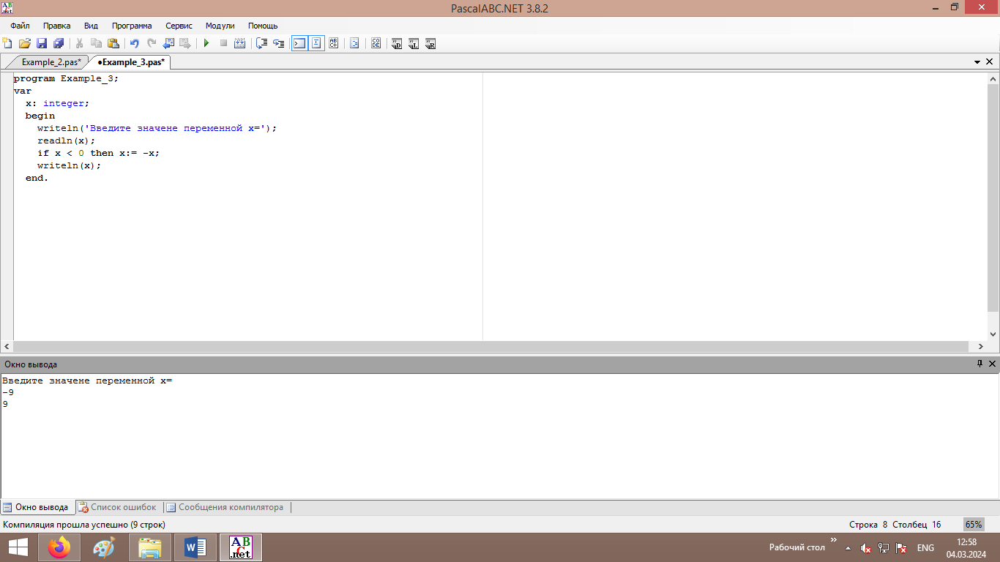 PascalABC.NET 3.8.2
Файл Правка Вид Программа Сервис Модули Помощь
Example_2.pas* •Example_3.pas*
program Example_3;
var
x: integer;
begin
writeln('Введите значене переменной x=');
readln(x);
if x < 0 then x:= -x;
writeln(x);
end.
Окно вывода
Введите значене переменной x=
-9
9
Окно вывода Список ошибок Сообщения компилятора
Компиляция прошла успешно (9 строк) Строка 8 Столбец 16 65%
Рабочий стол » ENG 12:58
04.03.2024